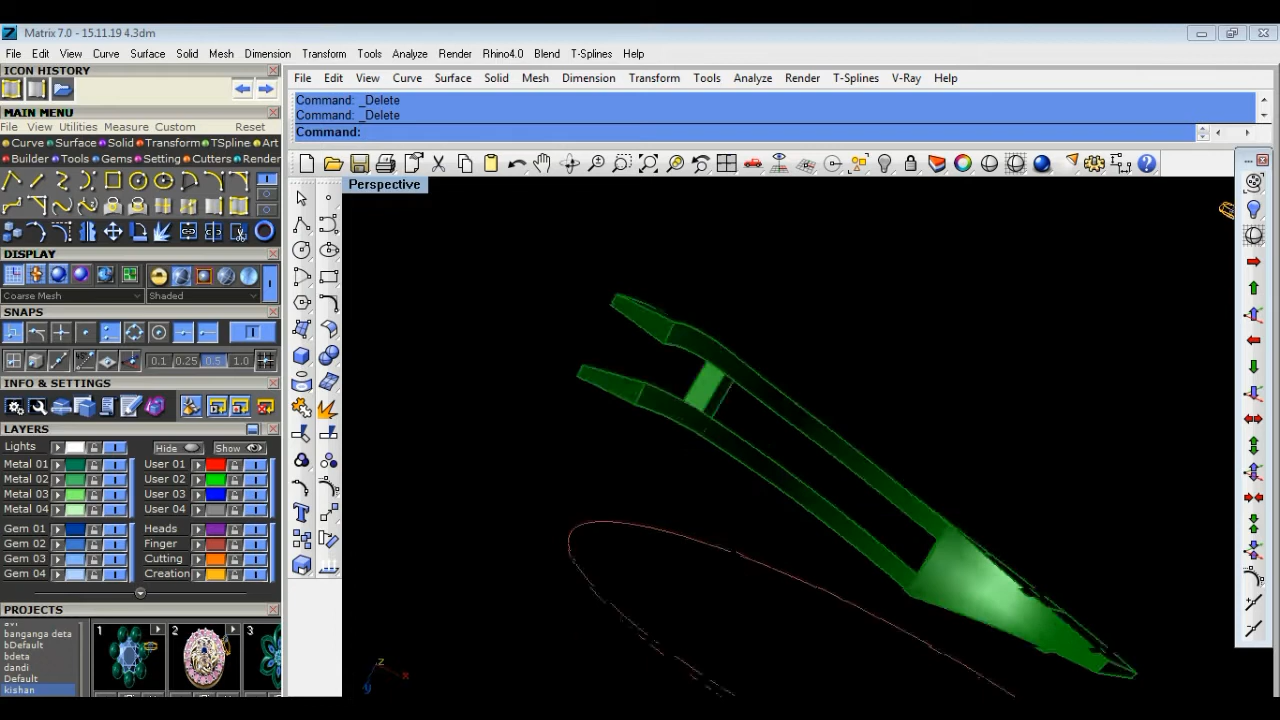 Matrix 7.0 - 15.11.19 4.3dm
File Edit View Curve Surface Solid Mesh Dimension Transform Tools Analyze Render Rhino4.0 Blend T-Splines Help
ICON HISTORY
MAIN MENU
File View Utilities Measure Custom Reset
Curve Surface Solid Transform TSpline Art
Builder Tools Gems Setting Cutters Render
DISPLAY
Coarse Mesh Shaded
SNAPS
0.1 0.25 0.5 1.0
INFO & SETTINGS
LAYERS
Lights Hide Show
Metal 01 User 01
Metal 02 User 02
Metal 03 User 03
Metal 04 User 04
Gem 01 Heads
Gem 02 Finger
Gem 03 Cutting
Gem 04 Creation
PROJECTS
banganga deta
bDefault
bdeta
dandi
Default
kishan
1 2 3
File Edit View Curve Surface Solid Mesh Dimension Transform Tools Analyze Render T-Splines V-Ray Help
Command: _Delete
Command: _Delete
Command:
Perspective
z
x
y